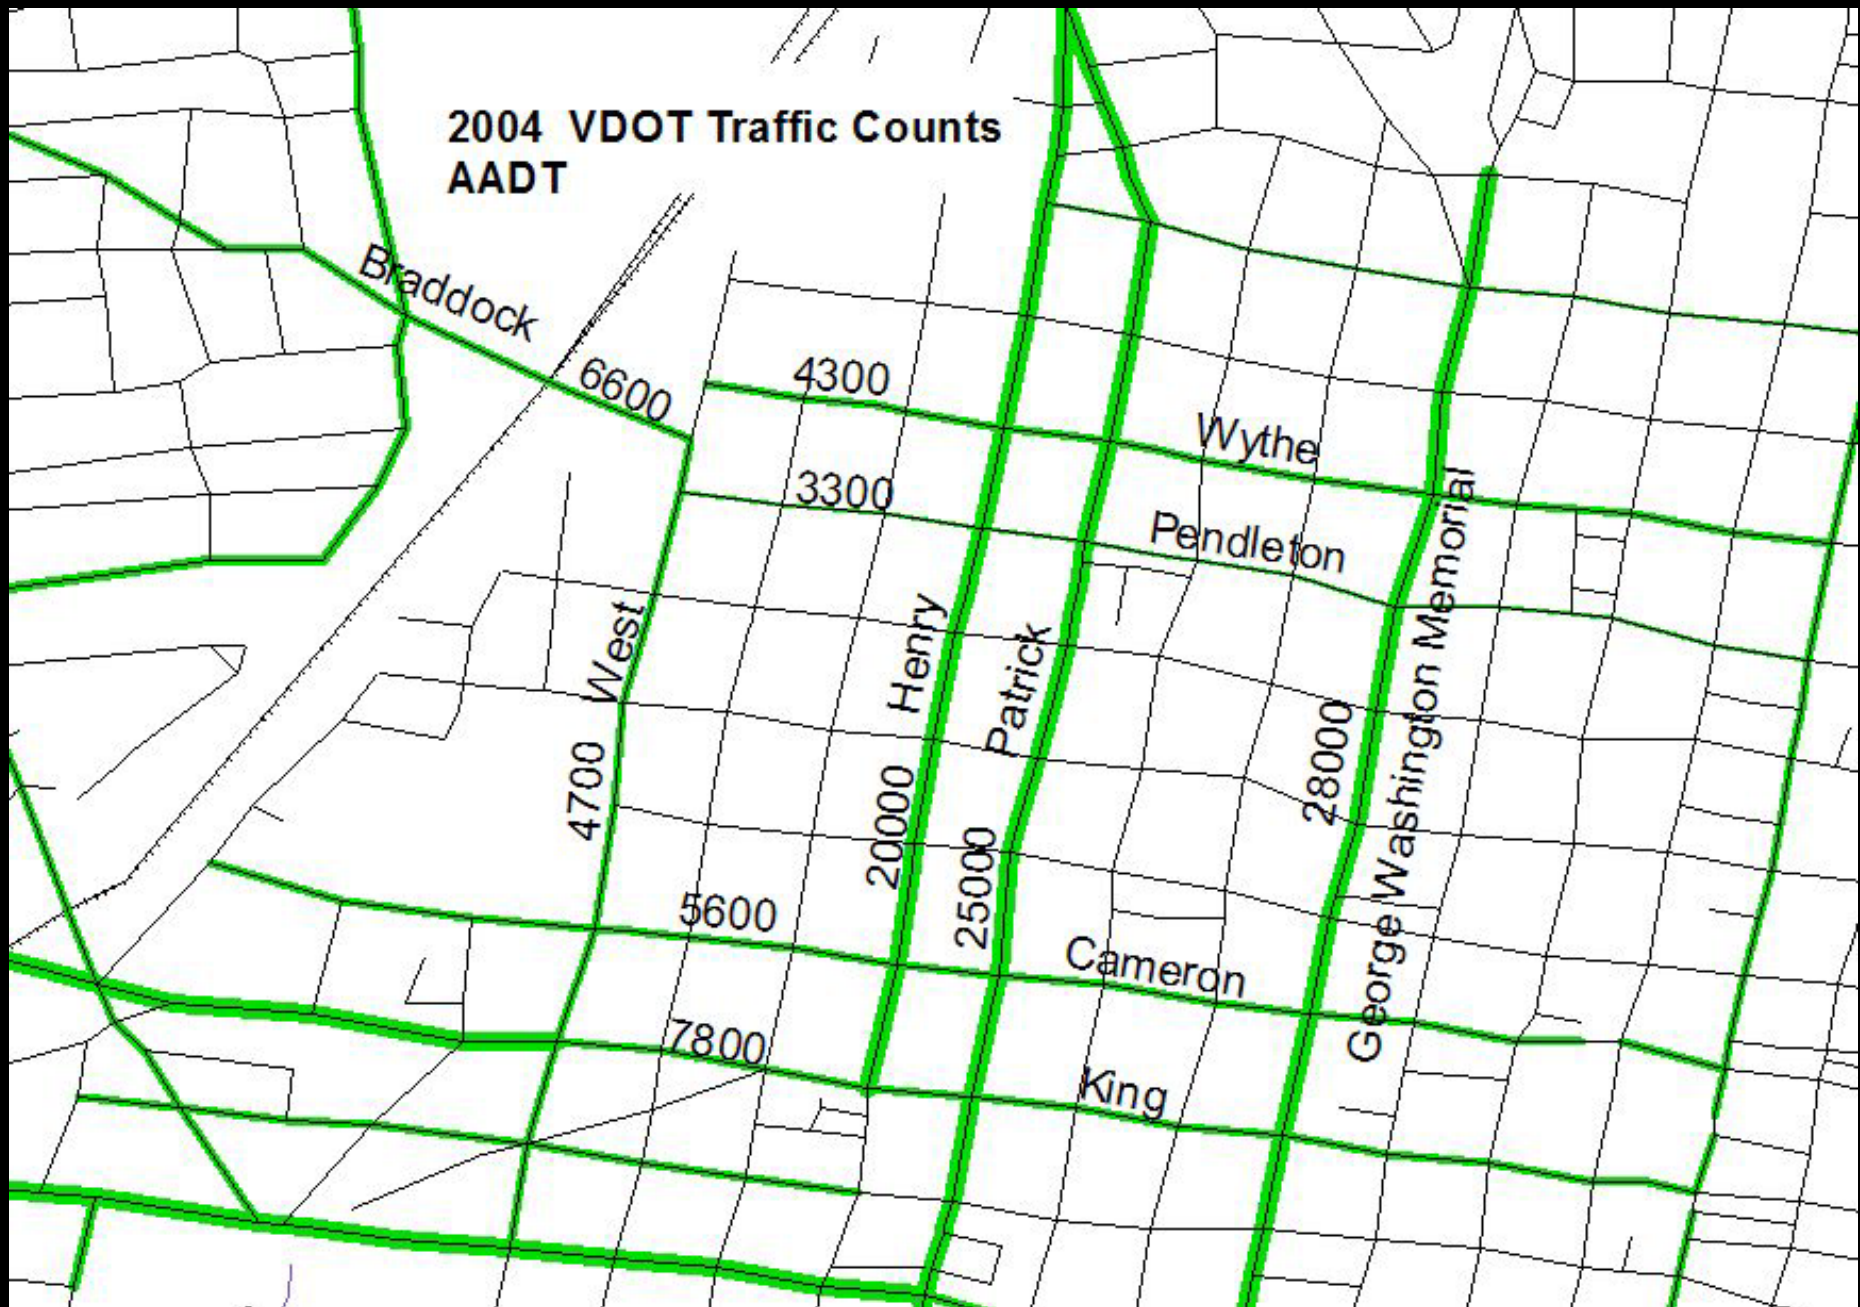 2004 VDOT Traffic Counts
AADT
Braddock
6600
4300
Wythe
3300
Pendleton
West
Henry
Patrick
George Washington Memorial
4700
20000
25000
28000
5600
Cameron
7800
King